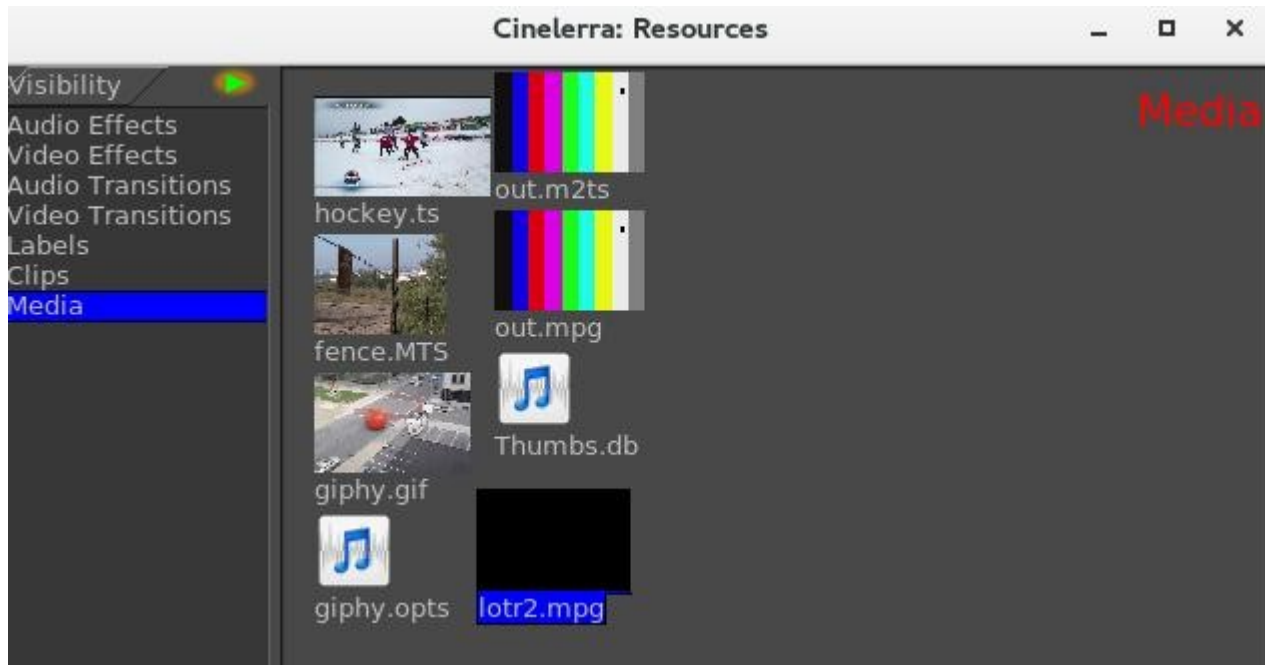 Cinelerra: Resources
Visibility
Audio Effects
Video Effects
Audio Transitions
Video Transitions
Labels
Clips
Media
Media
hockey.ts
fence.MTS
giphy.gif
giphy.opts
out.m2ts
out.mpg
Thumbs.db
lotr2.mpg